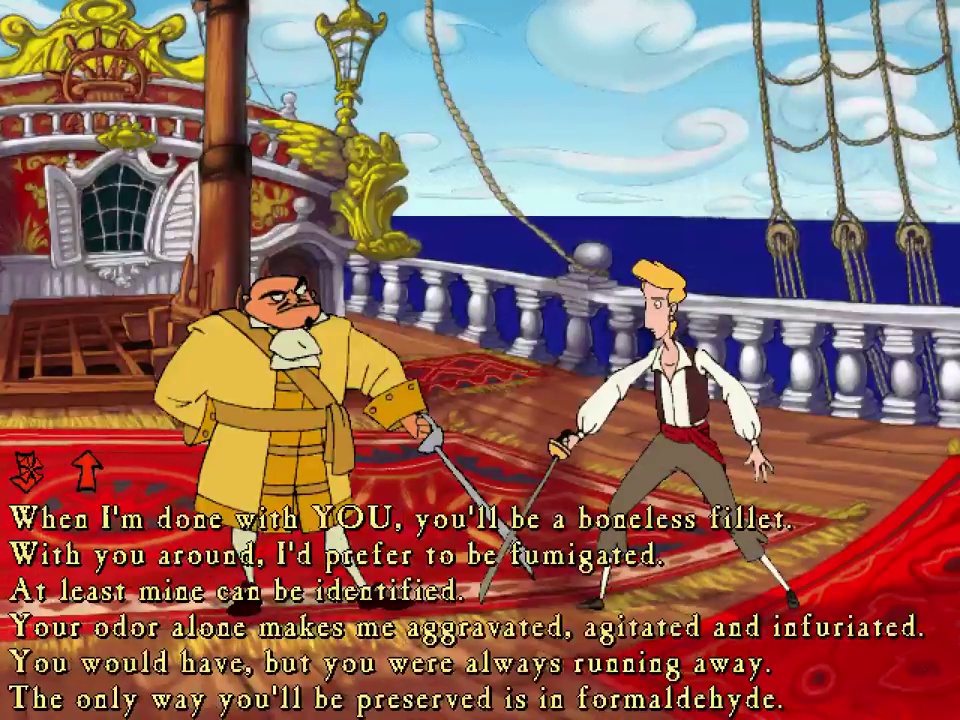 When I'm done with YOU, you'll be a boneless fillet.
With you around, I'd prefer to be fumigated.
At least mine can be identified.
Your odor alone makes me aggravated, agitated and infuriated.
You would have, but you were always running away.
The only way you'll be preserved is in formaldehyde.